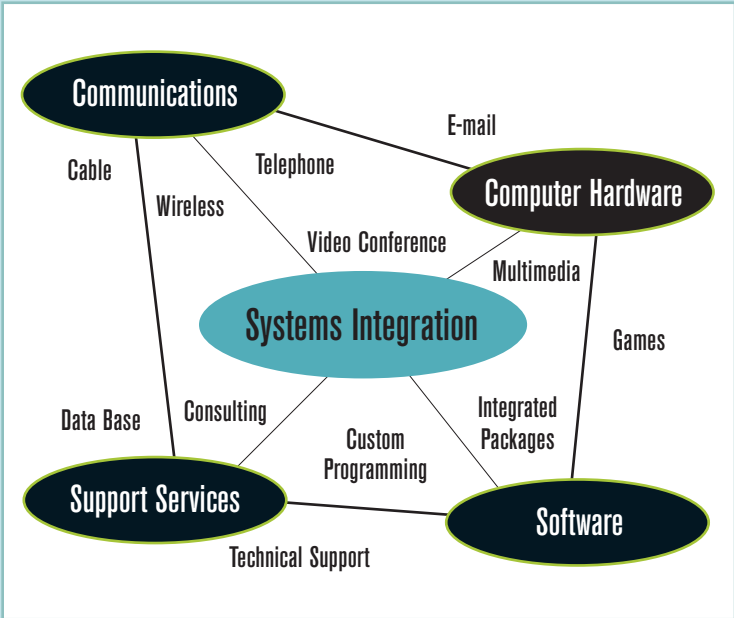 Communications
E-mail
Cable
Telephone
Computer Hardware
Wireless
Video Conference
Multimedia
Systems Integration
Games
Data Base
Consulting
Integrated
Packages
Custom
Programming
Support Services
Software
Technical Support